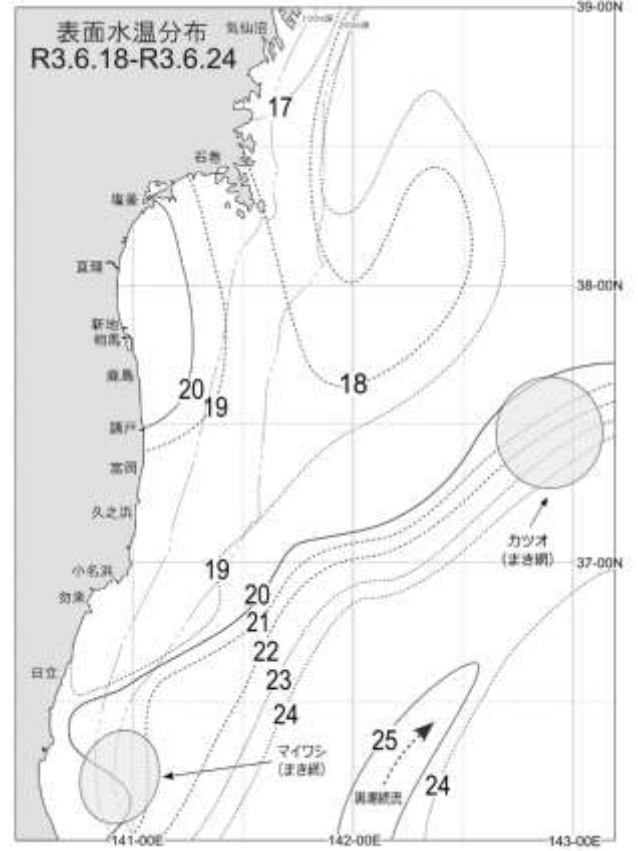 表面水温分布
R3.6.18-R3.6.24
39-00N
気仙沼
17
石巻
塩釜
亘理
38-00N
新地
相馬
鹿島
18
20
19
請戸
富岡
久之浜
カツオ
(まき網)
37-00N
小名浜
勿来
19
20
21
22
23
24
日立
マイワシ
(まき網)
25
黒潮続流
24
141-00E
142-00E
143-00E